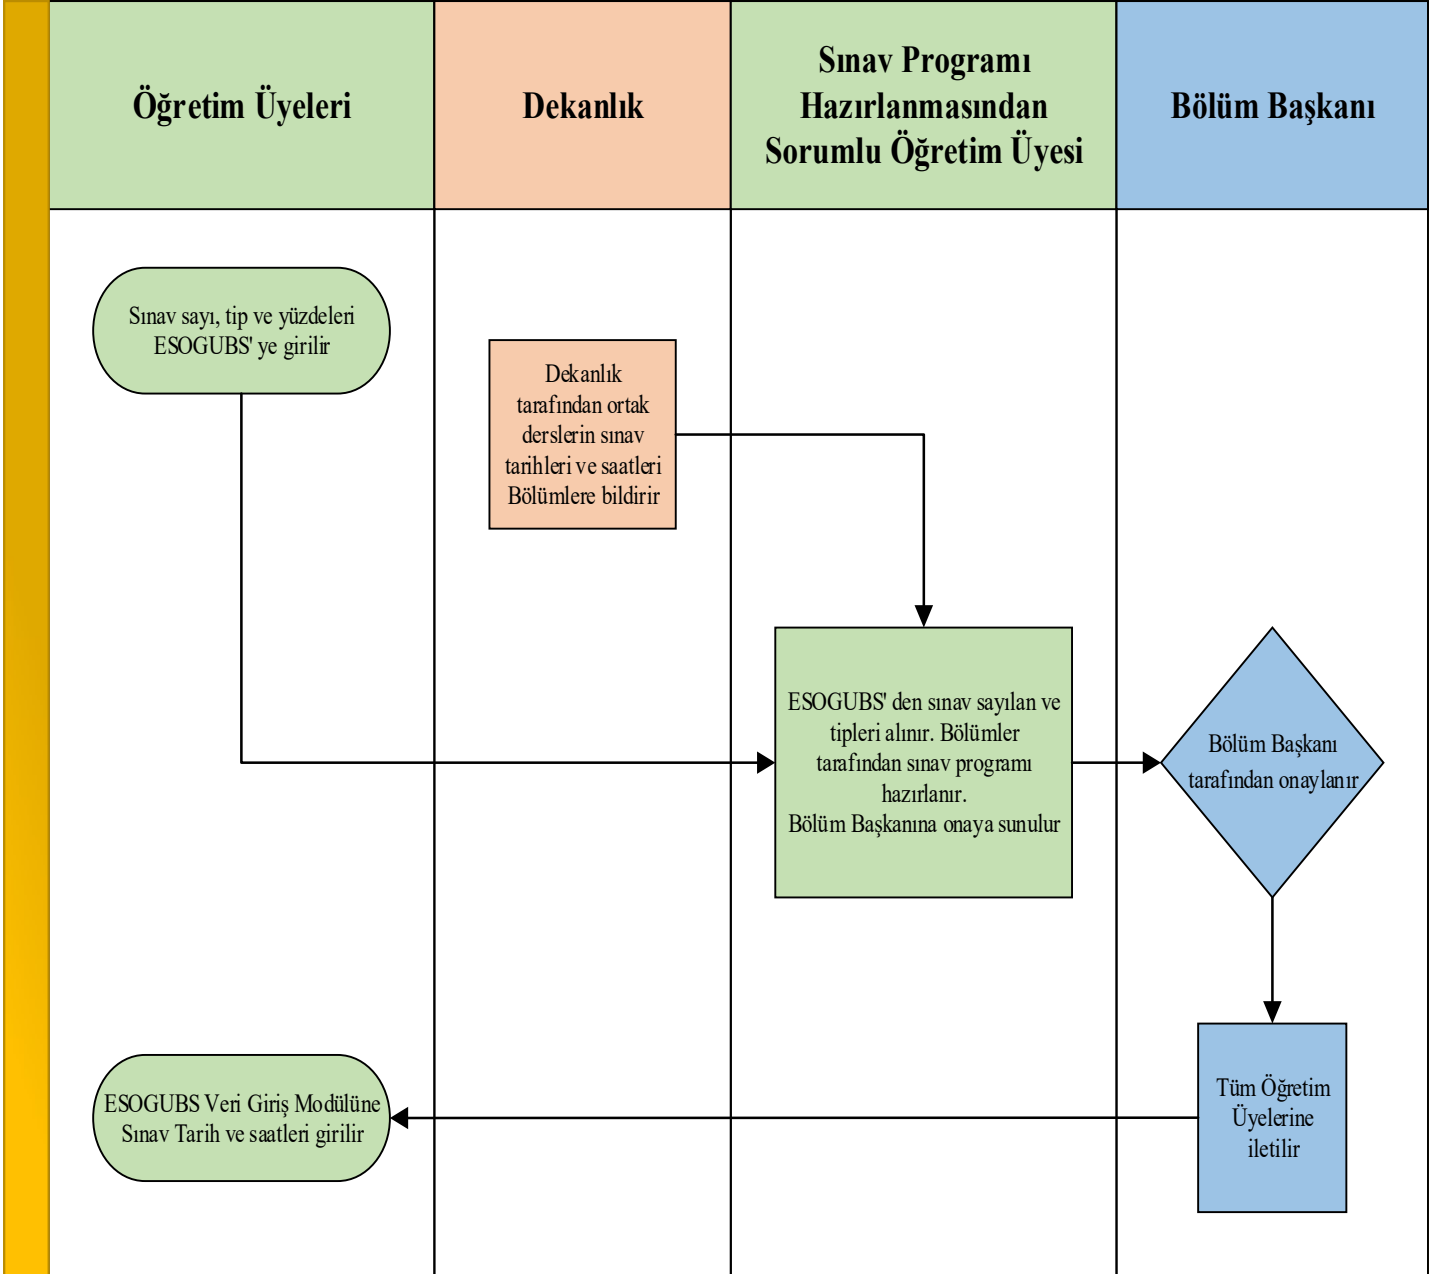 Öğretim Üyeleri
Dekanlık
Sınav Programı
Hazırlanmasından
Sorumlu Öğretim Üyesi
Bölüm Başkanı
Sınav sayı, tip ve yüzdeleri
ESOGUBS' ye girilir
Dekanlık
tarafından ortak
derslerin sınav
tarihleri ve saatleri
Bölümlere bildirir
ESOGUBS' den sınav sayılan ve
tipleri alınır. Bölümler
tarafından sınav programı
hazırlanır.
Bölüm Başkanına onaya sunulur
Bölüm Başkanı
tarafından onaylanır
Tüm Öğretim
Üyelerine
iletilir
ESOGUBS Veri Giriş Modülüne
Sınav Tarih ve saatleri girilir